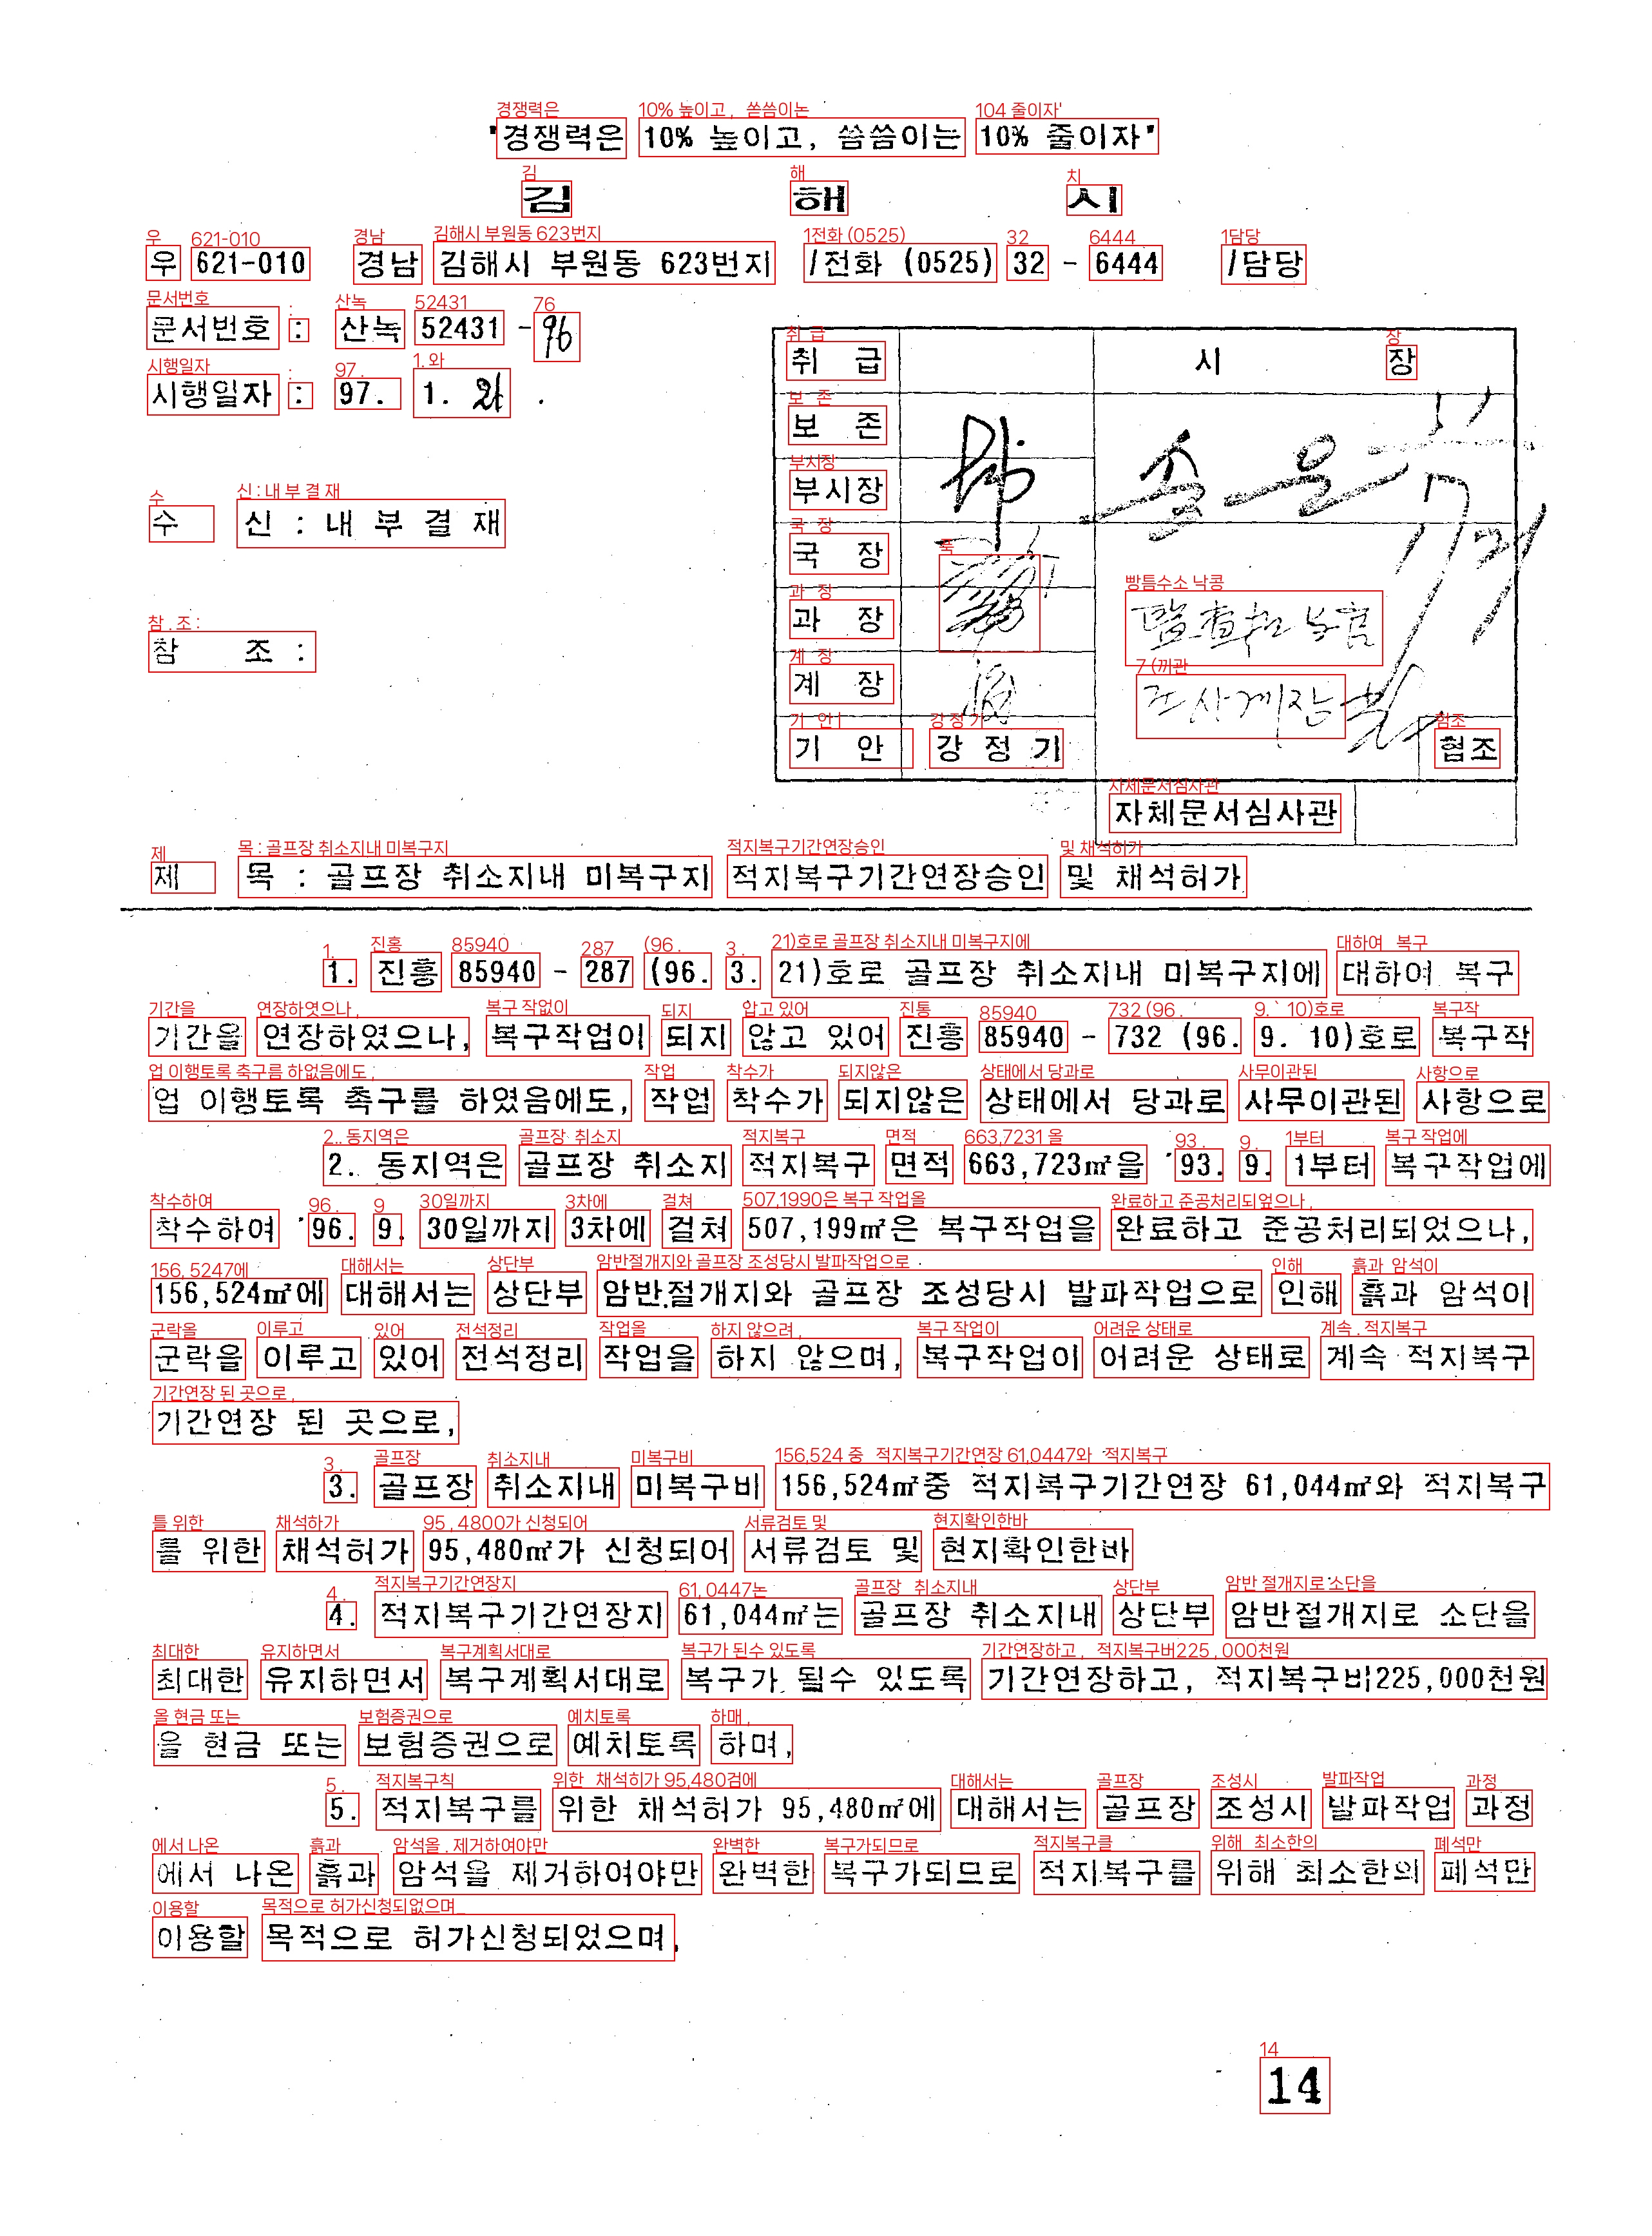 "경쟁력은 10% 높이고, 씀씀이는 10% 줄이자"
김 해 시
우 621-010 경남 김해시 부원동 623번지 /전화 (0525) 32 - 6444 /담당
문서번호 : 산녹 52431 - 96
시행일자 : 97. 1. 21.
취 급 시 장
보 존
부시장
수 신 : 내 부 결 재
국 장
과 장
참 조 :
계 장
기 안 강 정 기 협조
자체문서심사관
제 목 : 골프장 취소지내 미복구지 적지복구기간연장승인 및 채석허가
1. 진흥 85940 - 287 (96. 3. 21)호로 골프장 취소지내 미복구지에 대하여 복구
기간을 연장하였으나, 복구작업이 되지 않고 있어 진흥 85940 - 732 (96. 9. 10)호로 복구작
업 이행토록 촉구를 하였음에도, 작업 착수가 되지않은 상태에서 당과로 사무이관된 사항으로
2. 동지역은 골프장 취소지 적지복구 면적 663,723㎡을 '93. 9. 1부터 복구작업에
착수하여 '96. 9. 30일까지 3차에 걸쳐 507,199㎡은 복구작업을 완료하고 준공처리되었으나,
156,524㎡에 대해서는 상단부 암반절개지와 골프장 조성당시 발파작업으로 인해 흙과 암석이
군락을 이루고 있어 전석정리 작업을 하지 않으며, 복구작업이 어려운 상태로 계속 적지복구
기간연장 된 곳으로,
3. 골프장 취소지내 미복구비 156,524㎡중 적지복구기간연장 61,044㎡와 적지복구
를 위한 채석허가 95,480㎡가 신청되어 서류검토 및 현지확인한바
4. 적지복구기간연장지 61,044㎡는 골프장 취소지내 상단부 암반절개지로 소단을
최대한 유지하면서 복구계획서대로 복구가 될수 있도록 기간연장하고, 적지복구비225,000천원
을 현금 또는 보험증권으로 예치토록 하며,
5. 적지복구를 위한 채석허가 95,480㎡에 대해서는 골프장 조성시 발파작업 과정
에서 나온 흙과 암석을 제거하여야만 완벽한 복구가되므로 적지복구를 위해 최소한의 폐석만
이용할 목적으로 허가신청되었으며,
14